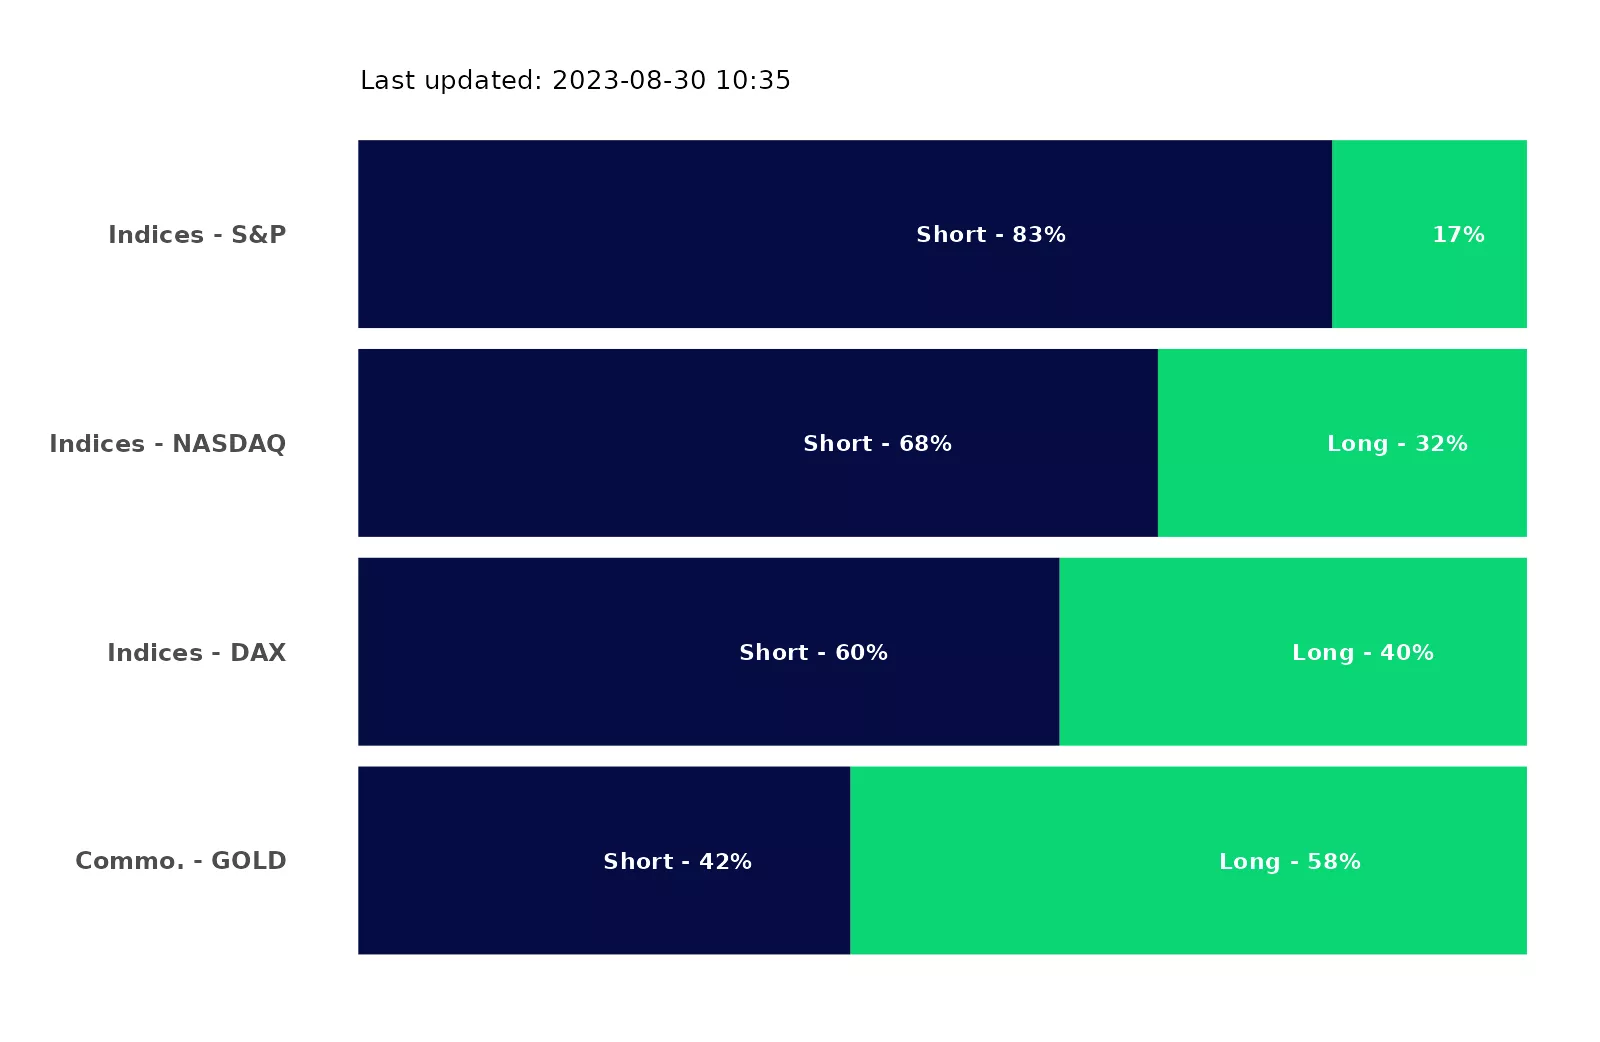 Last updated: 2023-08-30 10:35
Indices - S&P Short - 83% 17%
Indices - NASDAQ Short - 68% Long - 32%
Indices - DAX Short - 60% Long - 40%
Commo. - GOLD Short - 42% Long - 58%